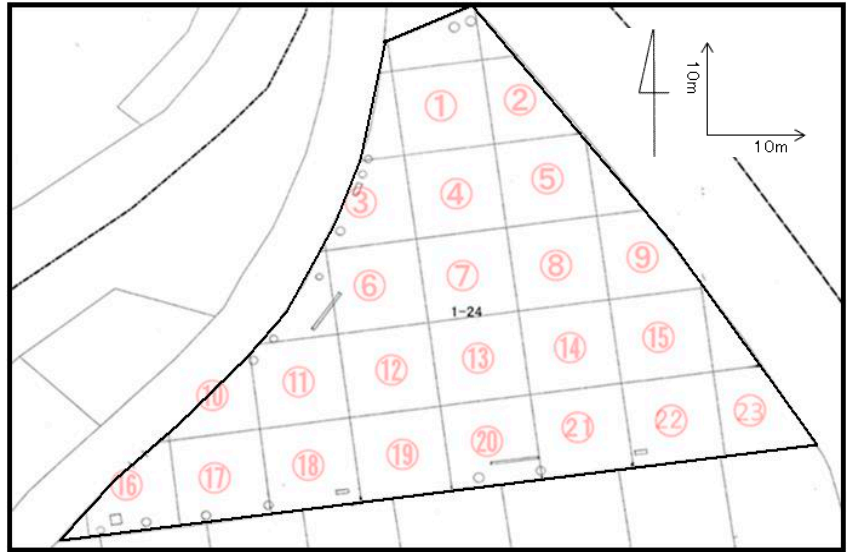 ① ②
10m
10m
③ ④ ⑤
⑥ ⑦ ⑧ ⑨
1-24
⑩ ⑪ ⑫ ⑬ ⑭ ⑮
⑯ ⑰ ⑱ ⑲ ⑳ ㉑ ㉒ ㉓